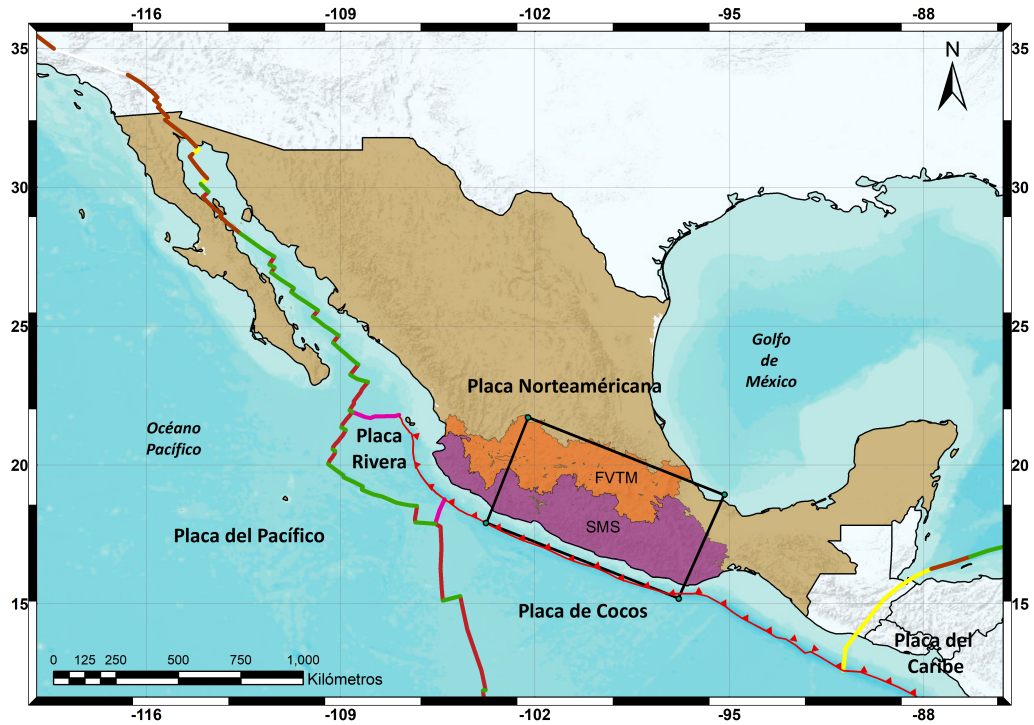 -116 -109 -102 -95 -88
N
35 35
30 30
Golfo
de
México
25 25
Placa Norteaméricana
Océano
Pacífico
Placa
Rivera
20 20
FVTM
SMS
Placa del Pacífico
Placa de Cocos
15 15
Placa del
Caribe
0 125 250 500 750 1,000
Kilómetros
-116 -109 -102 -95 -88